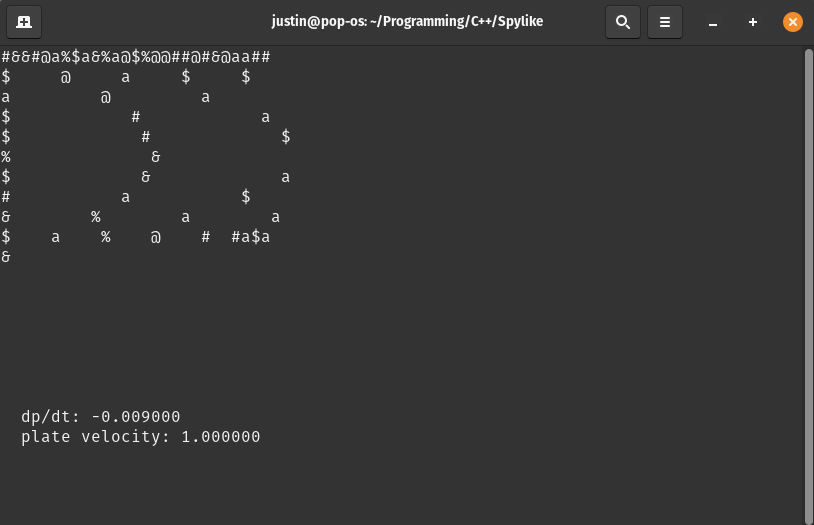 justin@pop-os: ~/Programming/C++/Spylike
#&&#@a%$a&%a@$%@@##@#&@aa##
$     @     a     $     $
a         @         a
$            #            a
$             #             $
%              &
$             &             a
#           a           $
&        %        a        a
$    a    %    @    #  #a$a
&
dp/dt: -0.009000
plate velocity: 1.000000